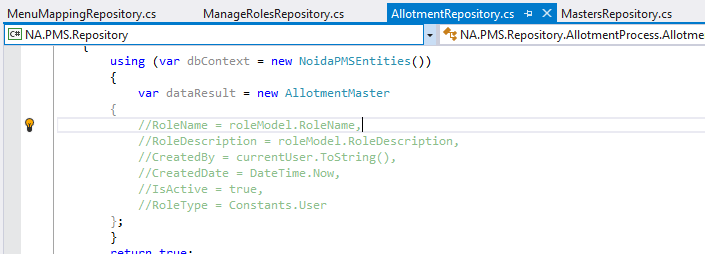 MenuMappingRepository.cs ManageRolesRepository.cs AllotmentRepository.cs MastersRepository.cs
C# NA.PMS.Repository NA.PMS.Repository.AllotmentProcess.Allotme
{
using (var dbContext = new NoidaPMSEntities())
{
var dataResult = new AllotmentMaster
{
//RoleName = roleModel.RoleName,
//RoleDescription = roleModel.RoleDescription,
//CreatedBy = currentUser.ToString(),
//CreatedDate = DateTime.Now,
//IsActive = true,
//RoleType = Constants.User
};
}
return true;